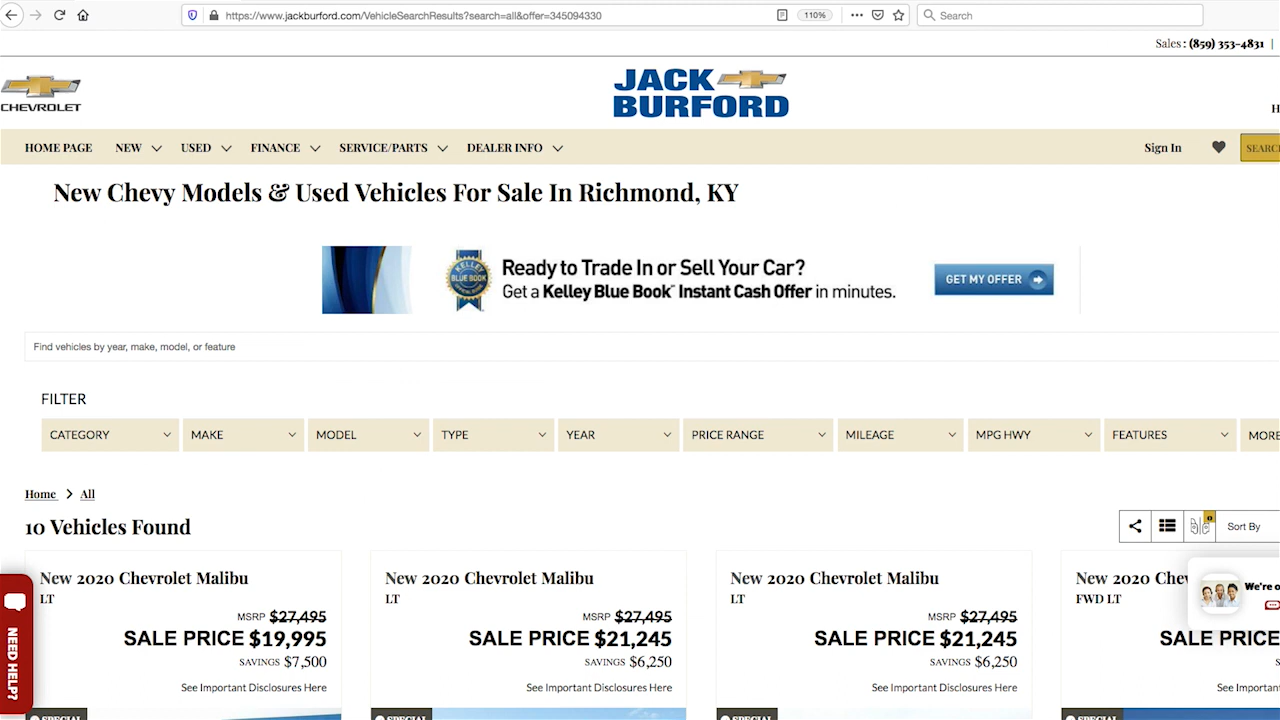 https://www.jackburford.com/VehicleSearchResults?search=all&offer=345094330
110%
Search
Sales : (859) 353-4831 |
CHEVROLET
JACK
BURFORD
HOME PAGE NEW USED FINANCE SERVICE/PARTS DEALER INFO Sign In
New Chevy Models & Used Vehicles For Sale In Richmond, KY
KELLEY
BLUE BOOK
Ready to Trade In or Sell Your Car?
Get a Kelley Blue Book Instant Cash Offer in minutes.
GET MY OFFER
Find vehicles by year, make, model, or feature
FILTER
CATEGORY MAKE MODEL TYPE YEAR PRICE RANGE MILEAGE MPG HWY FEATURES MORE
Home > All
10 Vehicles Found
0
Sort By
New 2020 Chevrolet Malibu New 2020 Chevrolet Malibu New 2020 Chevrolet Malibu New 2020 Chev
LT LT LT FWD LT
We're o
MSRP $27,495 MSRP $27,495 MSRP $27,495
SALE PRICE $19,995 SALE PRICE $21,245 SALE PRICE $21,245 SALE PRICE
SAVINGS $7,500 SAVINGS $6,250 SAVINGS $6,250
See Important Disclosures Here See Important Disclosures Here See Important Disclosures Here See Important
NEED HELP?
SPECIAL SPECIAL SPECIAL SPECIAL